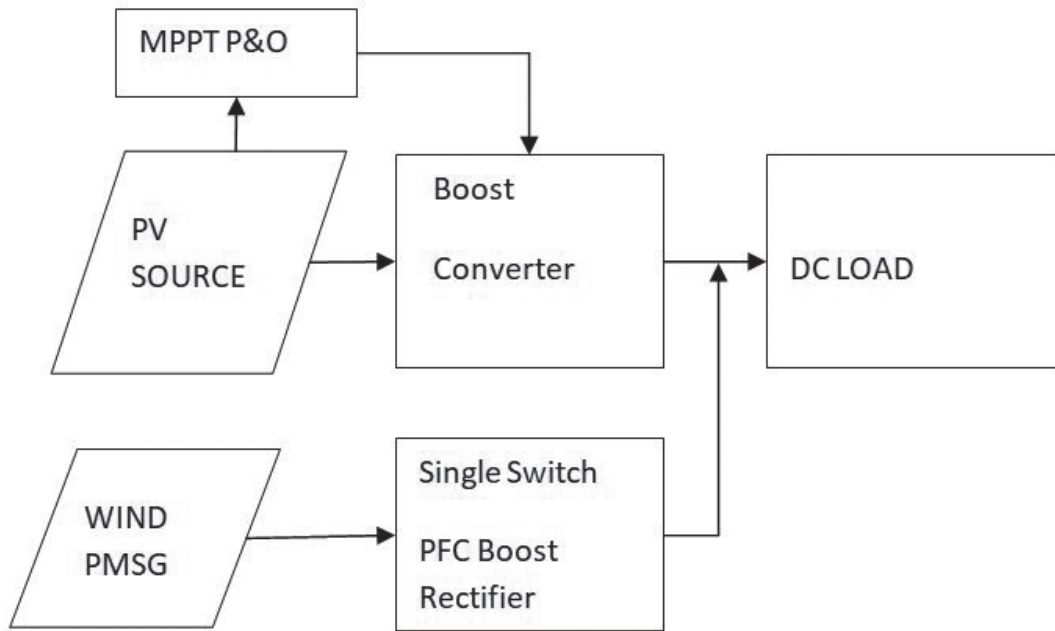 MPPT P&O
PV
SOURCE
Boost
Converter
DC LOAD
WIND
PMSG
Single Switch
PFC Boost
Rectifier